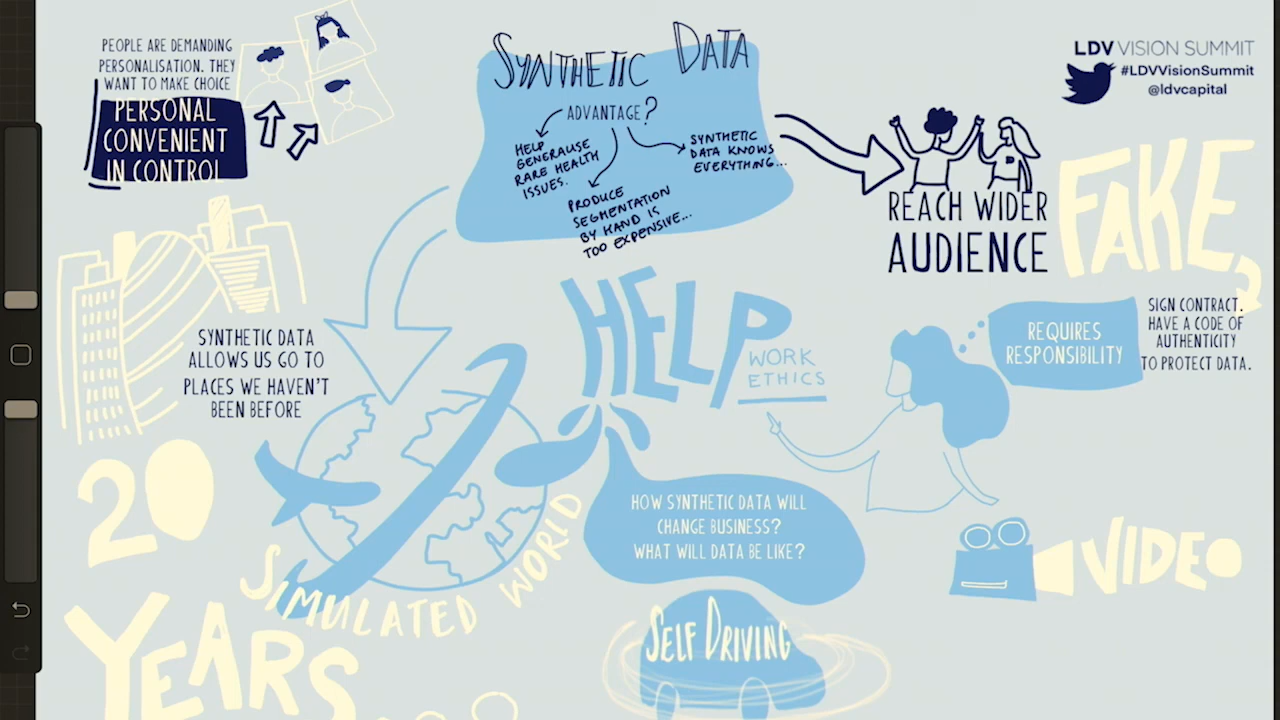 PEOPLE ARE DEMANDING
PERSONALISATION. THEY
WANT TO MAKE CHOICE
PERSONAL
CONVENIENT
IN CONTROL
SYNTHETIC DATA
ADVANTAGE?
HELP
GENERAUSE
RARE HEALTH
ISSUES.
PRODUCE
SEGMENTATION
BY HAND IS
TOO EXPENSIVE...
SYNTHETIC
DATA KNOWS
EVERYTHING...
REACH WIDER
AUDIENCE
LDV VISION SUMMIT
#LDVVisionSummit
@ldvcapital
FAKE
SIGN CONTRACT.
HAVE A CODE OF
AUTHENTICITY
TO PROTECT DATA.
REQUIRES
RESPONSIBILITY
SYNTHETIC DATA
ALLOWS US GO TO
PLACES WE HAVEN'T
BEEN BEFORE
HELP
WORK
ETHICS
20
YEARS
SIMULATED WORLD
HOW SYNTHETIC DATA WILL
CHANGE BUSINESS?
WHAT WILL DATA BE LIKE?
VIDEO
SELF DRIVING